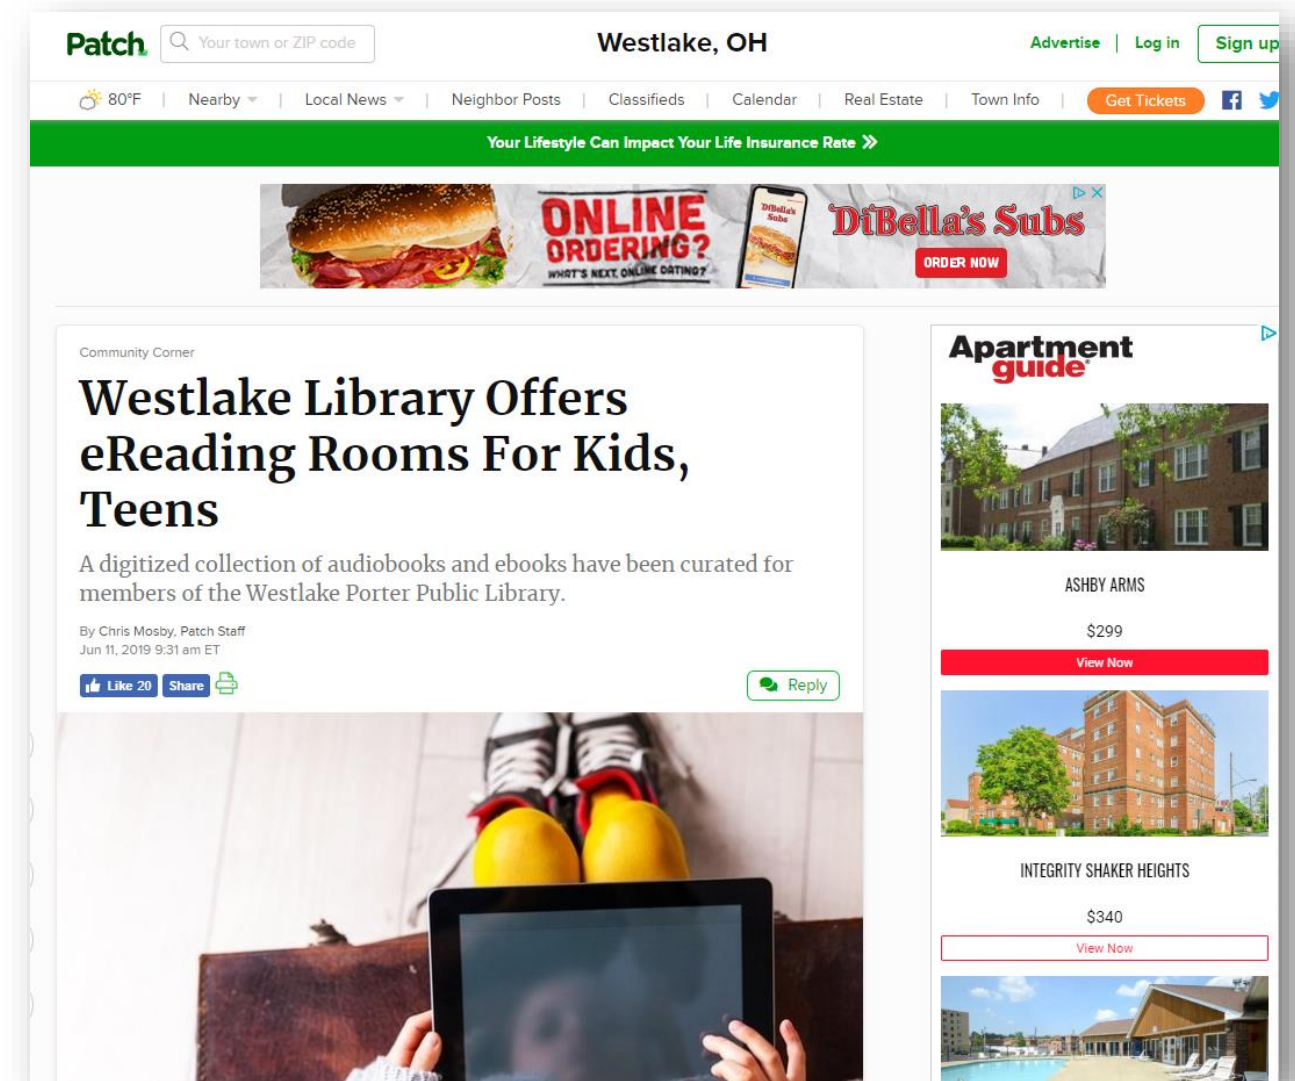 Patch
Your town or ZIP code
Westlake, OH
Advertise | Log in
Sign up
80°F | Nearby | Local News | Neighbor Posts | Classifieds | Calendar | Real Estate | Town Info | Get Tickets
Your Lifestyle Can Impact Your Life Insurance Rate »
ONLINE
ORDERING?
WHAT'S NEXT, ONLINE DATING?
DiBella's
Subs
DiBella's Subs
ORDER NOW
Community Corner
Westlake Library Offers
eReading Rooms For Kids,
Teens
A digitized collection of audiobooks and ebooks have been curated for
members of the Westlake Porter Public Library.
By Chris Mosby, Patch Staff
Jun 11, 2019 9:31 am ET
Like 20
Share
Reply
Apartment
guide
ASHBY ARMS
$299
View Now
INTEGRITY SHAKER HEIGHTS
$340
View Now